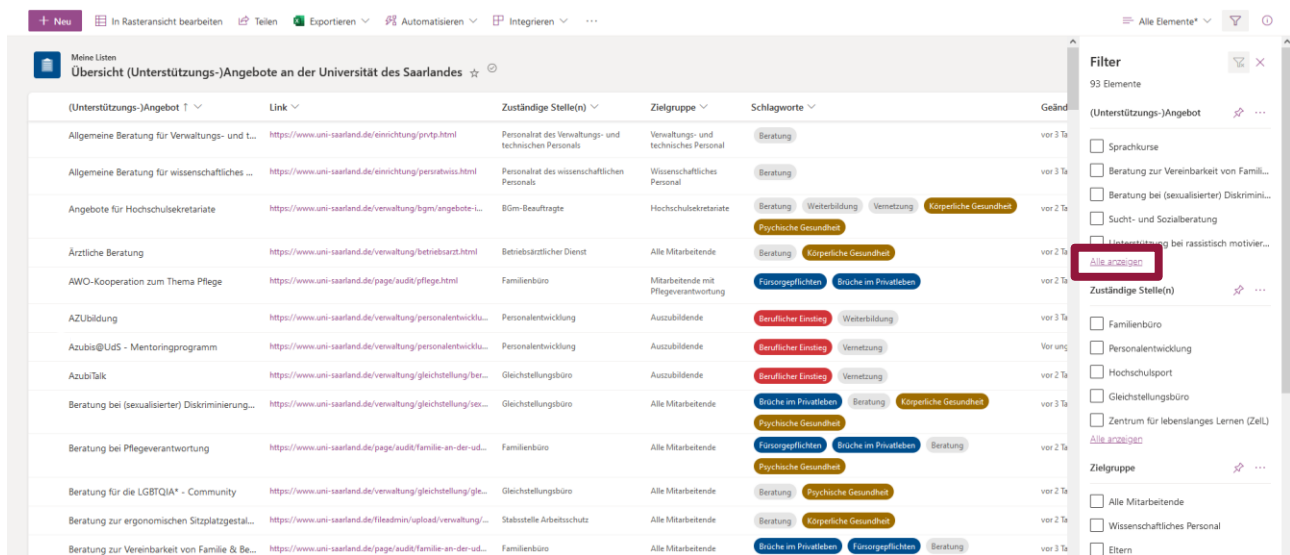 + Neu In Rasteransicht bearbeiten Teilen Exportieren Automatisieren Integrieren ... Alle Elemente*
Meine Listen
Übersicht (Unterstützungs-)Angebote an der Universität des Saarlandes
(Unterstützungs-)Angebot ↑ Link Zuständige Stelle(n) Zielgruppe Schlagworte Geänd
Allgemeine Beratung für Verwaltungs- und t... https://www.uni-saarland.de/einrichtung/prvtp.html Personalrat des Verwaltungs- und technischen Personals Verwaltungs- und technisches Personal Beratung vor 3 Ta
Allgemeine Beratung für wissenschaftliches ... https://www.uni-saarland.de/einrichtung/persratwiss.html Personalrat des wissenschaftlichen Personals Wissenschaftliches Personal Beratung vor 3 Ta
Angebote für Hochschulsekretariate https://www.uni-saarland.de/verwaltung/bgm/angebote-i... BGm-Beauftragte Hochschulsekretariate Beratung Weiterbildung Vernetzung Körperliche Gesundheit Psychische Gesundheit vor 2 Ta
Ärztliche Beratung https://www.uni-saarland.de/verwaltung/betriebsarzt.html Betriebsärztlicher Dienst Alle Mitarbeitende Beratung Körperliche Gesundheit vor 2 Ta
AWO-Kooperation zum Thema Pflege https://www.uni-saarland.de/page/audit/pflege.html Familienbüro Mitarbeitende mit Pflegeverantwortung Fürsorgepflichten Brüche im Privatleben vor 2 Ta
AZUbildung https://www.uni-saarland.de/verwaltung/personalentwicklu... Personalentwicklung Auszubildende Beruflicher Einstieg Weiterbildung vor 3 Ta
Azubis@UdS - Mentoringprogramm https://www.uni-saarland.de/verwaltung/personalentwicklu... Personalentwicklung Auszubildende Beruflicher Einstieg Vernetzung Vor ung
AzubiTalk https://www.uni-saarland.de/verwaltung/gleichstellung/ber... Gleichstellungsbüro Auszubildende Beruflicher Einstieg Vernetzung vor 2 Ta
Beratung bei (sexualisierter) Diskriminierung... https://www.uni-saarland.de/verwaltung/gleichstellung/sex... Gleichstellungsbüro Alle Mitarbeitende Brüche im Privatleben Beratung Körperliche Gesundheit Psychische Gesundheit vor 3 Ta
Beratung bei Pflegeverantwortung https://www.uni-saarland.de/page/audit/familie-an-der-ud... Familienbüro Alle Mitarbeitende Fürsorgepflichten Brüche im Privatleben Beratung Psychische Gesundheit vor 2 Ta
Beratung für die LGBTQIA* - Community https://www.uni-saarland.de/verwaltung/gleichstellung/gle... Gleichstellungsbüro Alle Mitarbeitende Beratung Psychische Gesundheit vor 2 Ta
Beratung zur ergonomischen Sitzplatzgestal... https://www.uni-saarland.de/fileadmin/upload/verwaltung/... Stabsstelle Arbeitsschutz Alle Mitarbeitende Beratung Körperliche Gesundheit vor 2 Ta
Beratung zur Vereinbarkeit von Familie & Be... https://www.uni-saarland.de/page/audit/familie-an-der-ud... Familienbüro Alle Mitarbeitende Brüche im Privatleben Fürsorgepflichten Beratung vor 3 Ta
Filter
93 Elemente
(Unterstützungs-)Angebot ...
Sprachkurse
Beratung zur Vereinbarkeit von Famili...
Beratung bei (sexualisierter) Diskrimini...
Sucht- und Sozialberatung
Unterstützung bei rassistisch motivier...
Alle anzeigen
Zuständige Stelle(n) ...
Familienbüro
Personalentwicklung
Hochschulsport
Gleichstellungsbüro
Zentrum für lebenslanges Lernen (ZelL)
Alle anzeigen
Zielgruppe ...
Alle Mitarbeitende
Wissenschaftliches Personal
Eltern